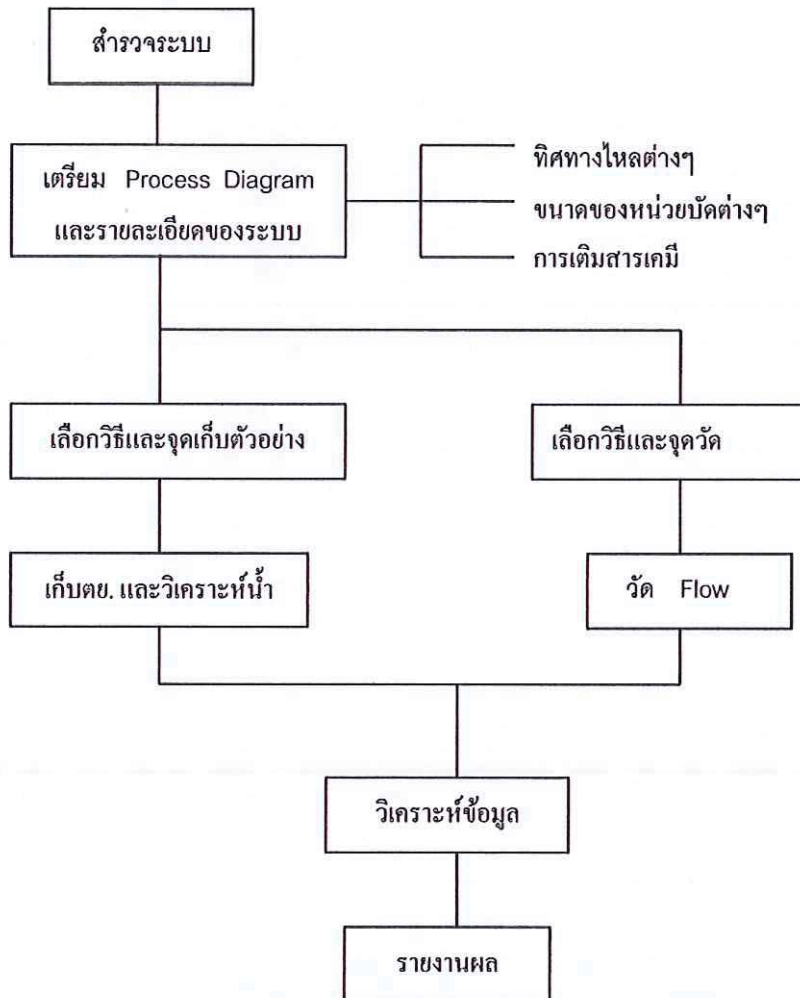 สำรวจระบบ
เตรียม Process Diagram
และรายละเอียดของระบบ
ทิศทางไหลต่างๆ
ขนาดของหน่วยบัดต่างๆ
การเติมสารเคมี
เลือกวิธีและจุดเก็บตัวอย่าง
เลือกวิธีและจุดวัด
เก็บตย. และวิเคราะห์น้ำ
วัด Flow
วิเคราะห์ข้อมูล
รายงานผล